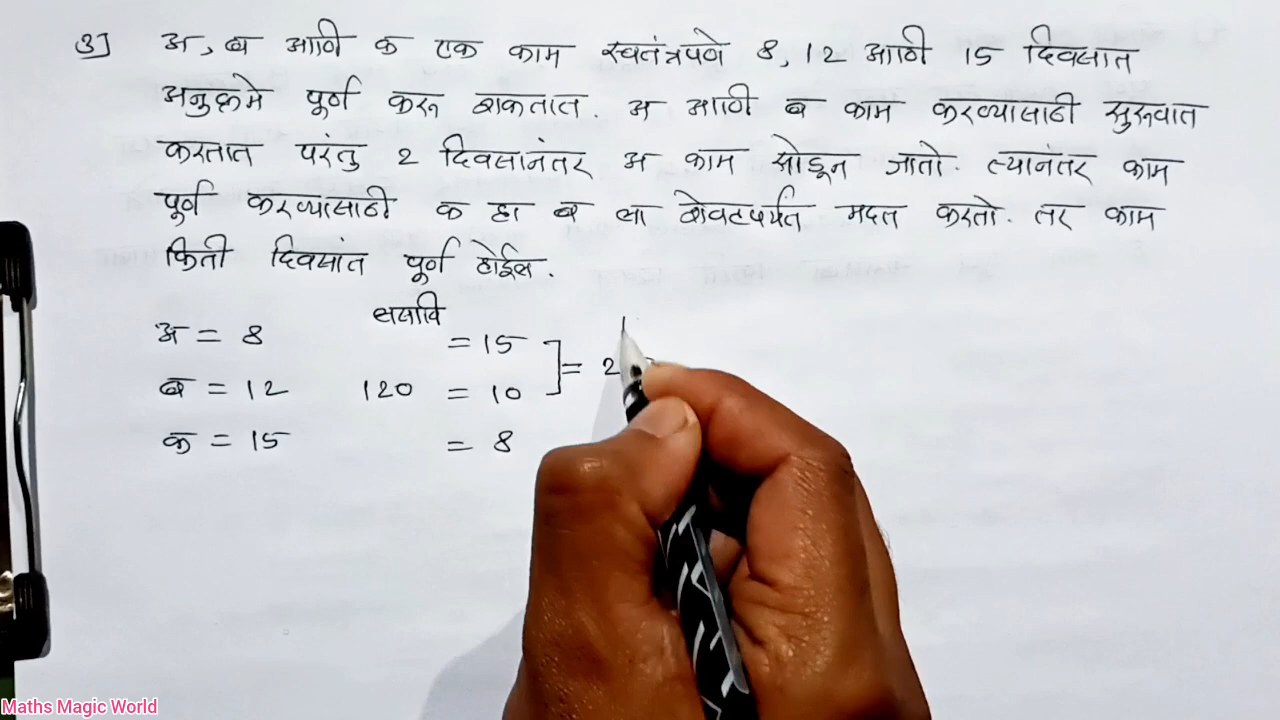 ३] अ, ब आणि क एक काम स्वतंत्रपणे 8, 12 आणि 15 दिवसात
अनुक्रमे पूर्ण करू शकतात. अ आणि ब काम करण्यासाठी सुरुवात
करतात परंतु 2 दिवसानंतर अ काम सोडून जातो. त्यानंतर काम
पूर्ण करण्यासाठी क हा ब ला शेवटपर्यंत मदत करतो. तर काम
किती दिवसांत पूर्ण होईल.
लसावि
अ = 8 = 15
ब = 12 120 = 10 = 2
क = 15 = 8
Maths Magic World